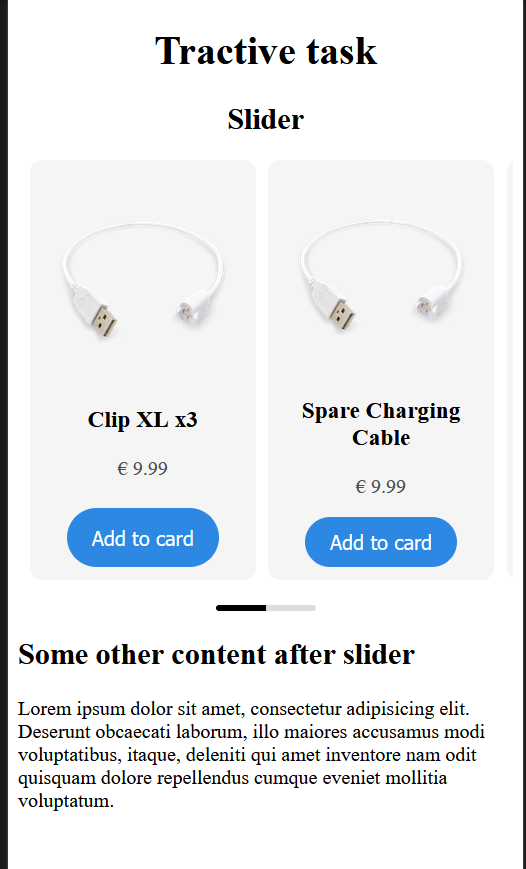 Tractive task
Slider
Clip XL x3
€ 9.99
Add to card
Spare Charging
Cable
€ 9.99
Add to card
Some other content after slider
Lorem ipsum dolor sit amet, consectetur adipisicing elit.
Deserunt obcaecati laborum, illo maiores accusamus modi
voluptatibus, itaque, deleniti qui amet inventore nam odit
quisquam dolore repellendus cumque eveniet mollitia
voluptatum.